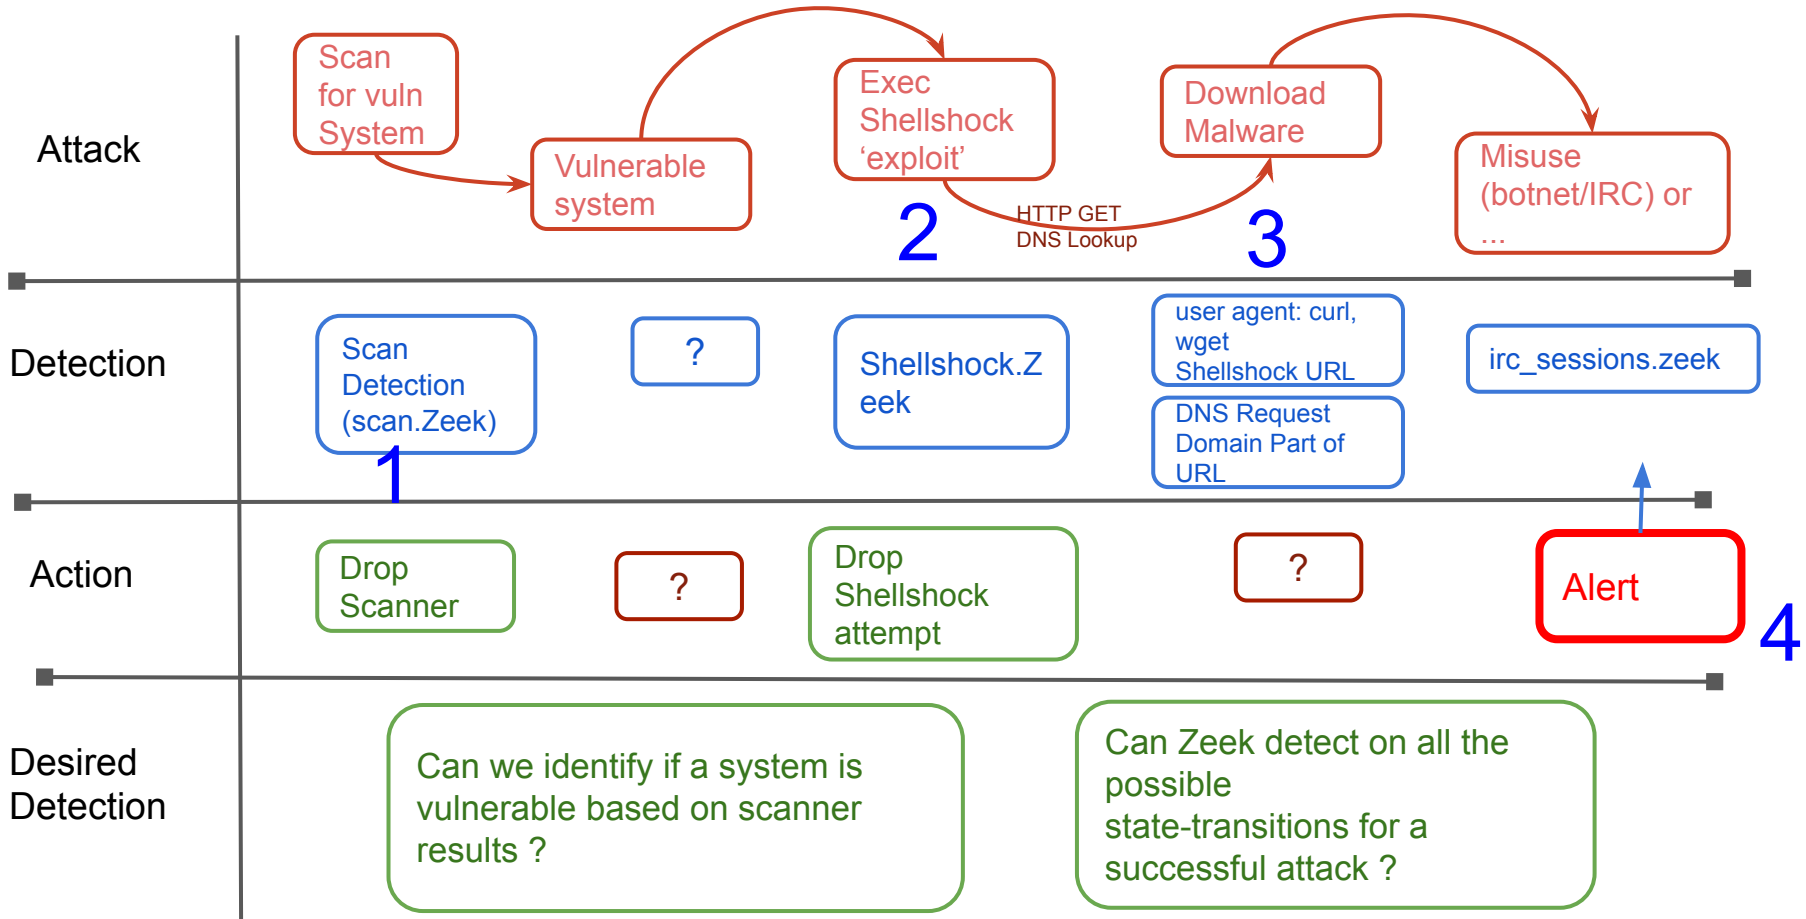 Attack
Scan
for vuln
System
Vulnerable
system
Exec
Shellshock
‘exploit’
2
HTTP GET
DNS Lookup
Download
Malware
3
Misuse
(botnet/IRC) or
...
Detection
Scan
Detection
(scan.Zeek)
1
?
Shellshock.Z
eek
user agent: curl,
wget
Shellshock URL
DNS Request
Domain Part of
URL
irc_sessions.zeek
Action
Drop
Scanner
?
Drop
Shellshock
attempt
?
Alert
4
Desired
Detection
Can we identify if a system is
vulnerable based on scanner
results ?
Can Zeek detect on all the
possible
state-transitions for a
successful attack ?